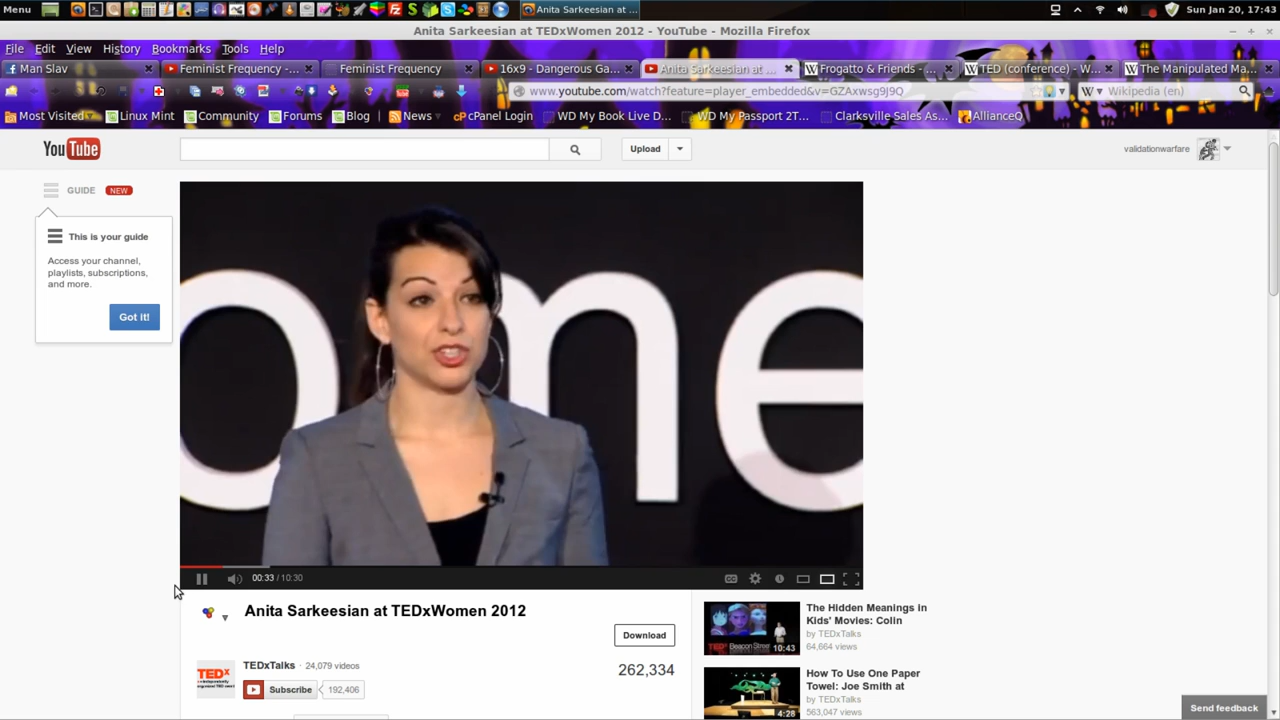 Menu
Anita Sarkeesian at ...
Sun Jan 20, 17:43
Anita Sarkeesian at TEDxWomen 2012 - YouTube - Mozilla Firefox
File Edit View History Bookmarks Tools Help
Man Slav
Feminist Frequency -...
Feminist Frequency
16x9 - Dangerous Ga...
Anita Sarkeesian at ...
Frogatto & Friends - ...
TED (conference) - W...
The Manipulated Ma...
www.youtube.com/watch?feature=player_embedded&v=GZAxwsg9J9Q
Wikipedia (en)
Most Visited
Linux Mint
Community
Forums
Blog
News
cPanel Login
WD My Book Live D...
WD My Passport 2T...
Clarksville Sales As...
AllianceQ
YouTube
Upload
validationwarfare
GUIDE NEW
This is your guide
Access your channel,
playlists, subscriptions,
and more.
Got it!
ome
00:33 / 10:30
CC
Anita Sarkeesian at TEDxWomen 2012
Download
TEDx
TEDxTalks · 24,079 videos
Subscribe 192,406
262,334
10:43
The Hidden Meanings in
Kids' Movies: Colin
by TEDxTalks
64,664 views
4:28
How To Use One Paper
Towel: Joe Smith at
by TEDxTalks
563,047 views
Send feedback